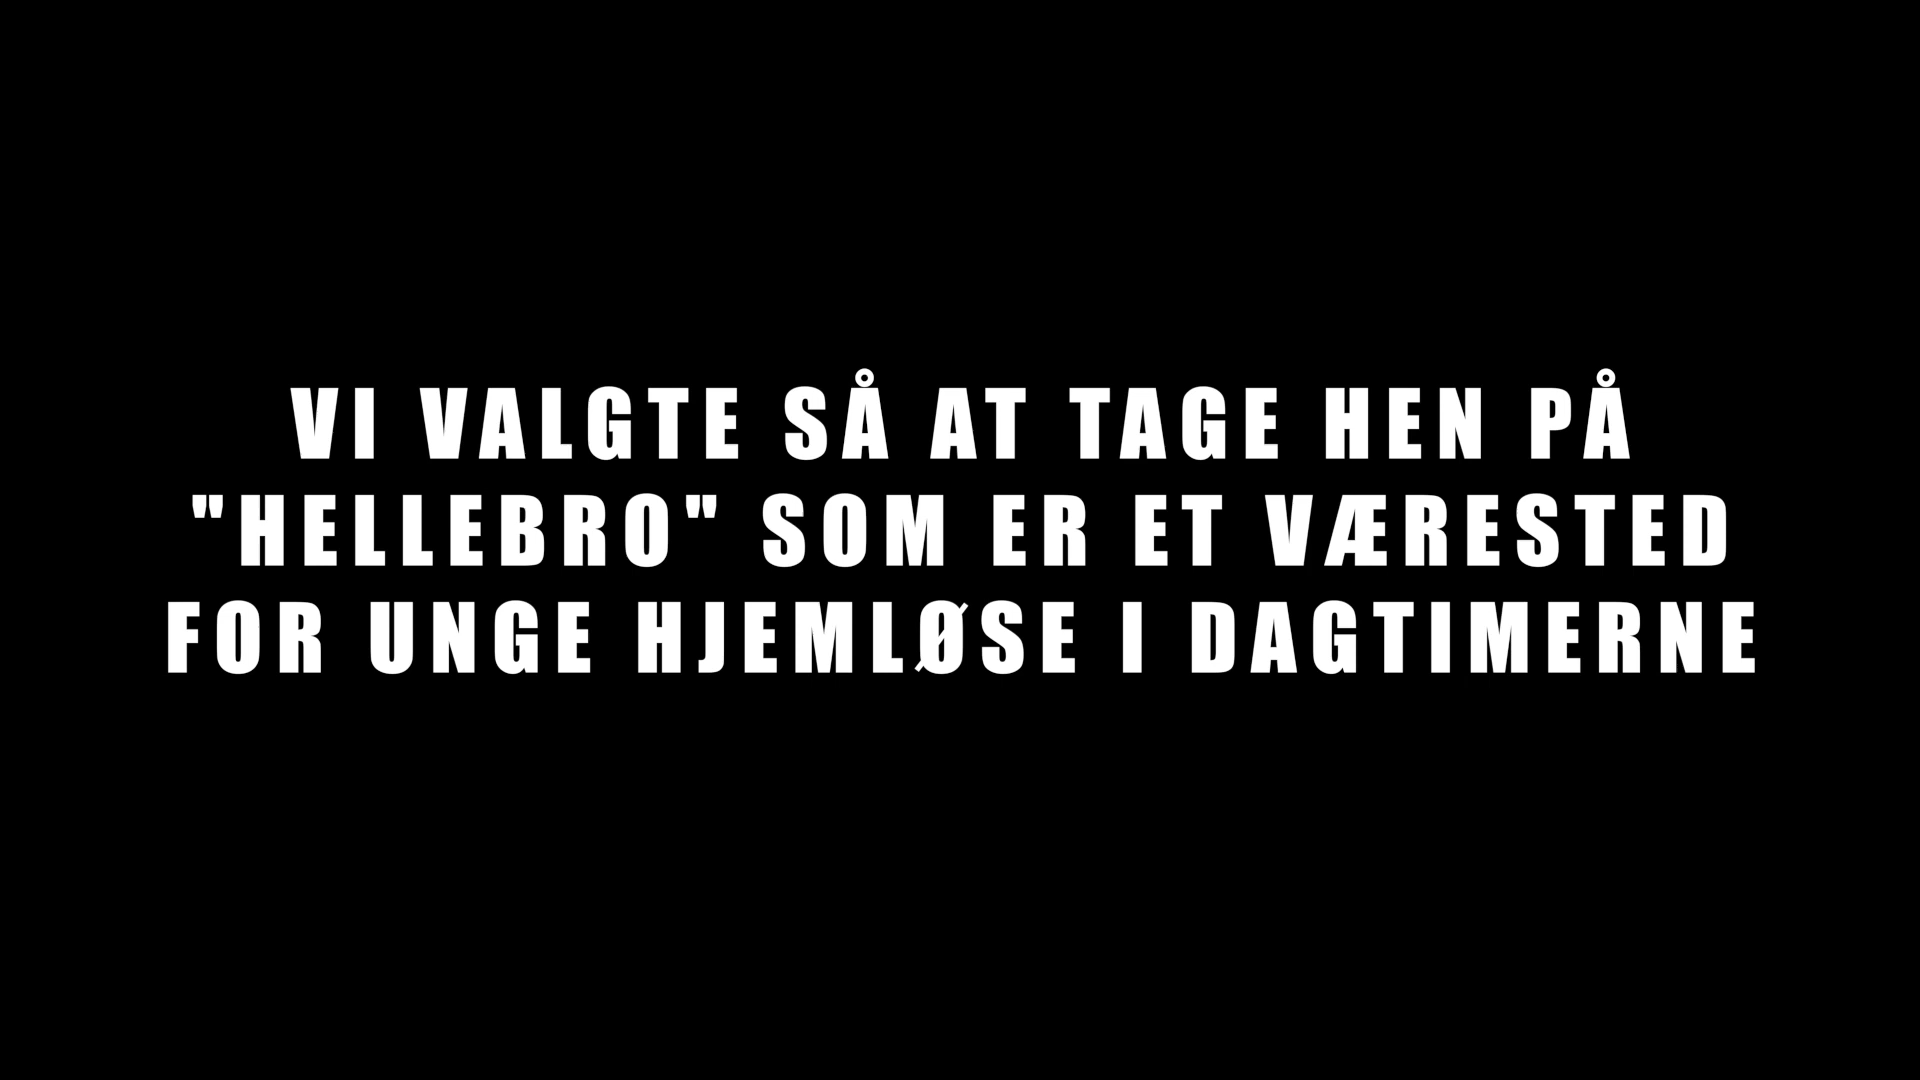 VI VALGTE SÅ AT TAGE HEN PÅ
"HELLEBRO" SOM ER ET VÆRESTED
FOR UNGE HJEMLØSE I DAGTIMERNE